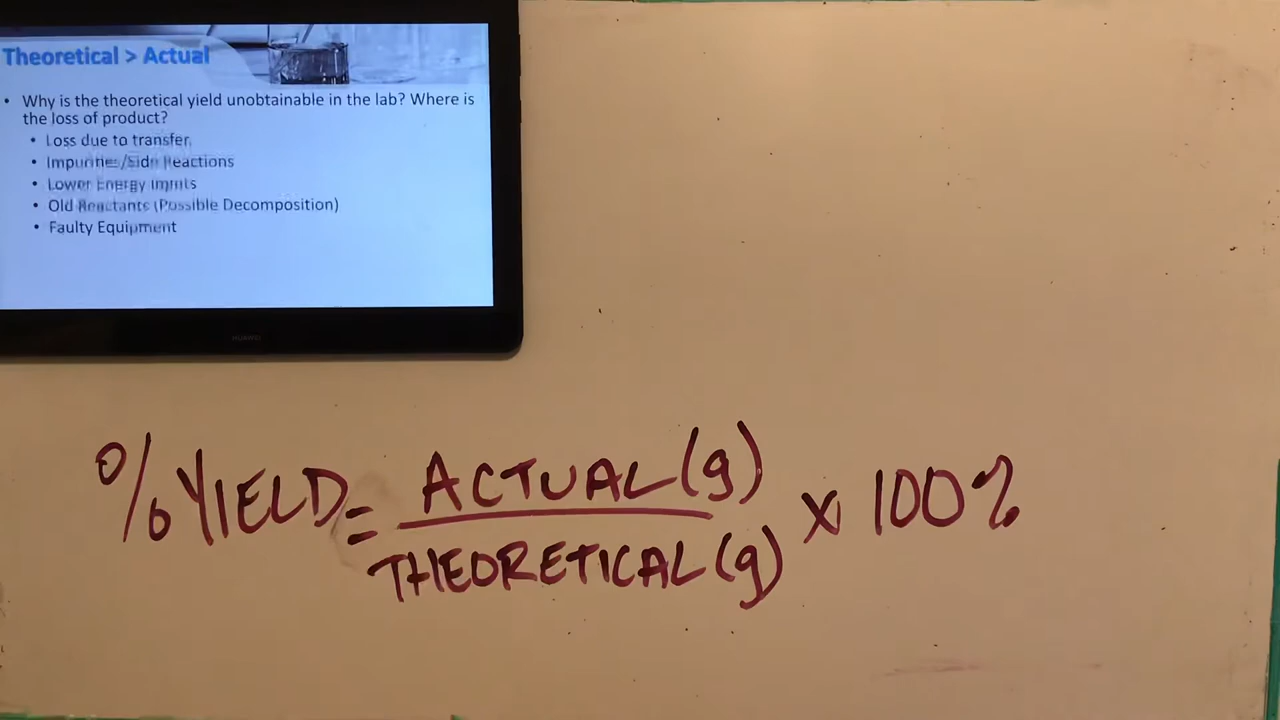 Theoretical > Actual
• Why is the theoretical yield unobtainable in the lab? Where is
the loss of product?
• Loss due to transfer.
• Impurities/Side Reactions
• Lower Energy Inputs
• Old Reactants (Possible Decomposition)
• Faulty Equipment
HUAWEI
% YIELD = ACTUAL (g)
THEORETICAL (g)
x 100%